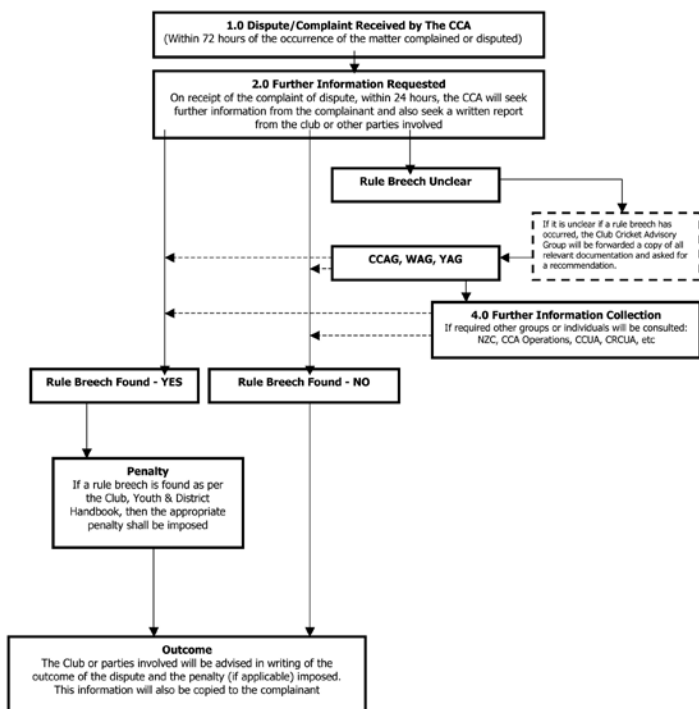 1.0 Dispute/Complaint Received by The CCA
(Within 72 hours of the occurrence of the matter complained or disputed)
2.0 Further Information Requested
On receipt of the complaint of dispute, within 24 hours, the CCA will seek
further information from the complainant and also seek a written report
from the club or other parties involved
Rule Breech Unclear
If it is unclear if a rule breech has
occurred, the Club Cricket Advisory
Group will be forwarded a copy of all
relevant documentation and asked for
a recommendation.
CCAG, WAG, YAG
4.0 Further Information Collection
If required other groups or individuals will be consulted:
NZC, CCA Operations, CCUA, CRCUA, etc
Rule Breech Found - YES
Rule Breech Found - NO
Penalty
If a rule breech is found as per
the Club, Youth & District
Handbook, then the appropriate
penalty shall be imposed
Outcome
The Club or parties involved will be advised in writing of the
outcome of the dispute and the penalty (if applicable) imposed.
This information will also be copied to the complainant